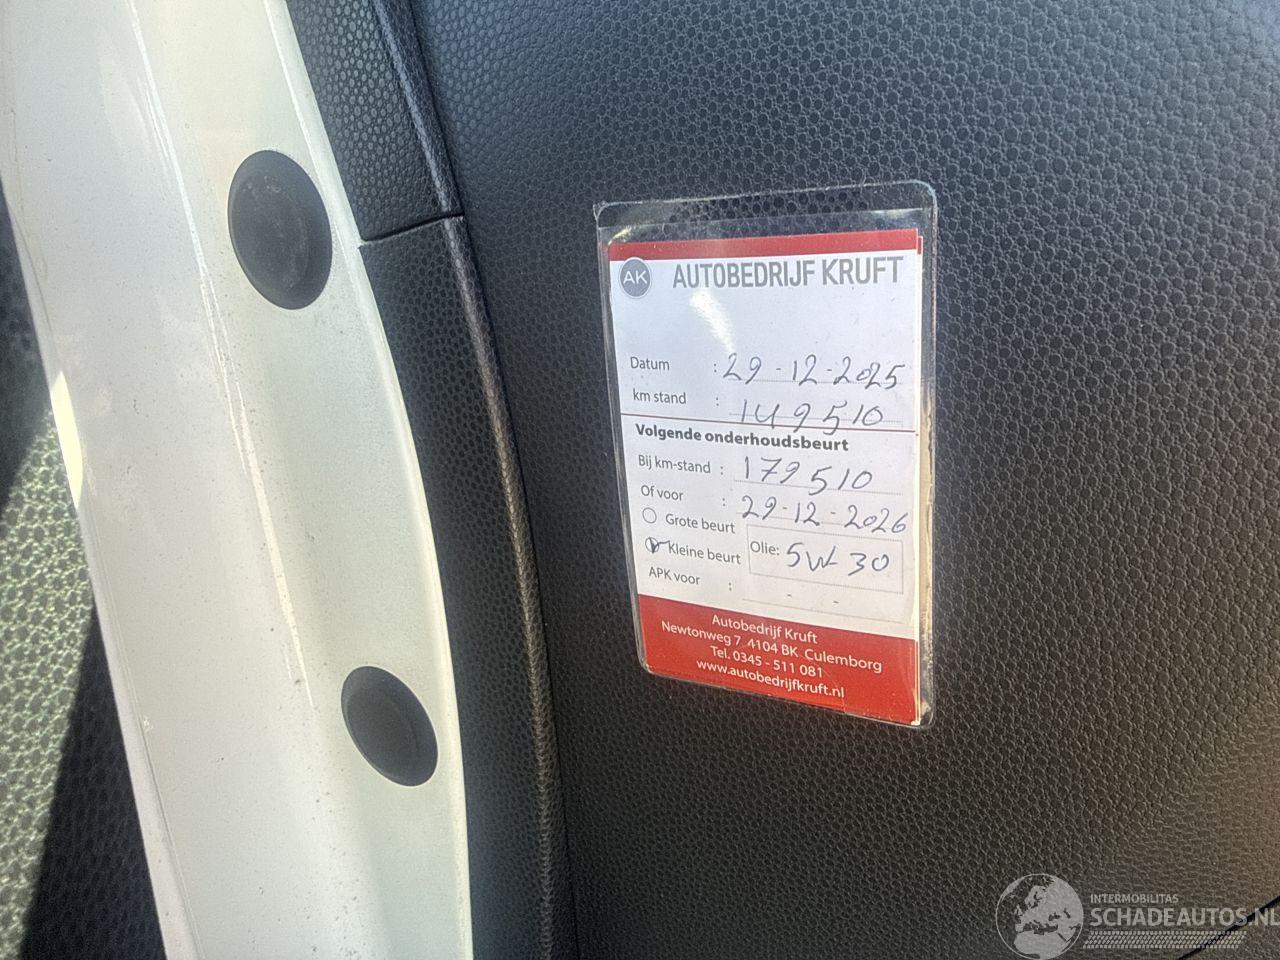 AK AUTOBEDRIJF KRUFT
Datum : 29-12-2025
km stand : 149510
Volgende onderhoudsbeurt
Bij km-stand : 179510
Of voor : 29-12-2026
Grote beurt
Kleine beurt Olie: 5W30
APK voor : - -
Autobedrijf Kruft
Newtonweg 7 4104 BK Culemborg
Tel. 0345 - 511 081
www.autobedrijfkruft.nl
INTERMOBILITAS
SCHADEAUTOS.NL